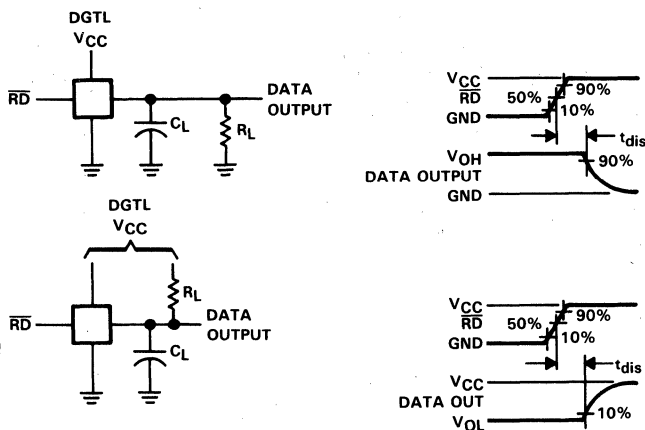 DGTL
VCC
RD
DATA
OUTPUT
CL
RL
VCC
RD
GND
50%
90%
10%
tdis
VOH
DATA OUTPUT
GND
90%
DGTL
VCC
RL
RD
DATA
OUTPUT
CL
VCC
RD
GND
50%
90%
10%
tdis
VCC
DATA OUT
VOL
10%